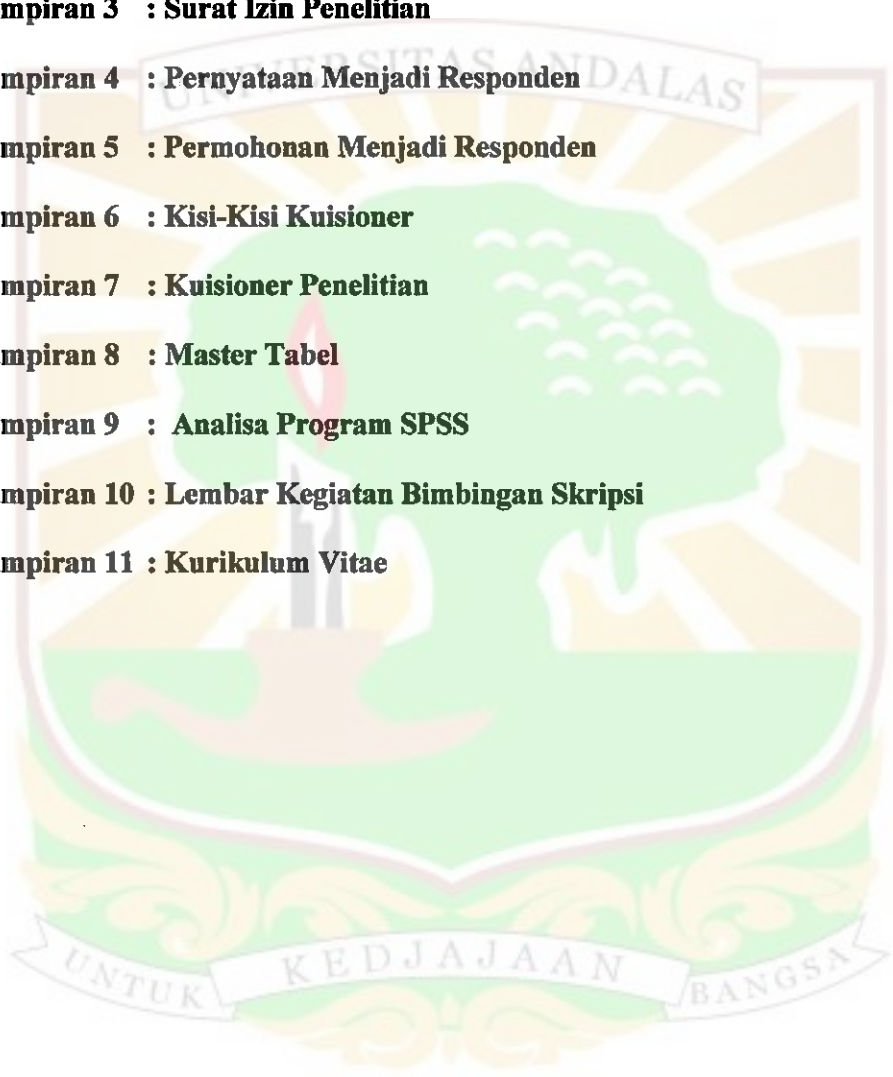 mpiran 3 : Surat Izin Penelitian
UNIVERSITAS ANDALAS
mpiran 4 : Pernyataan Menjadi Responden
mpiran 5 : Permohonan Menjadi Responden
mpiran 6 : Kisi-Kisi Kuisioner
mpiran 7 : Kuisioner Penelitian
mpiran 8 : Master Tabel
mpiran 9 : Analisa Program SPSS
mpiran 10 : Lembar Kegiatan Bimbingan Skripsi
mpiran 11 : Kurikulum Vitae
UNTUK KEDJAJAAN BANGSA